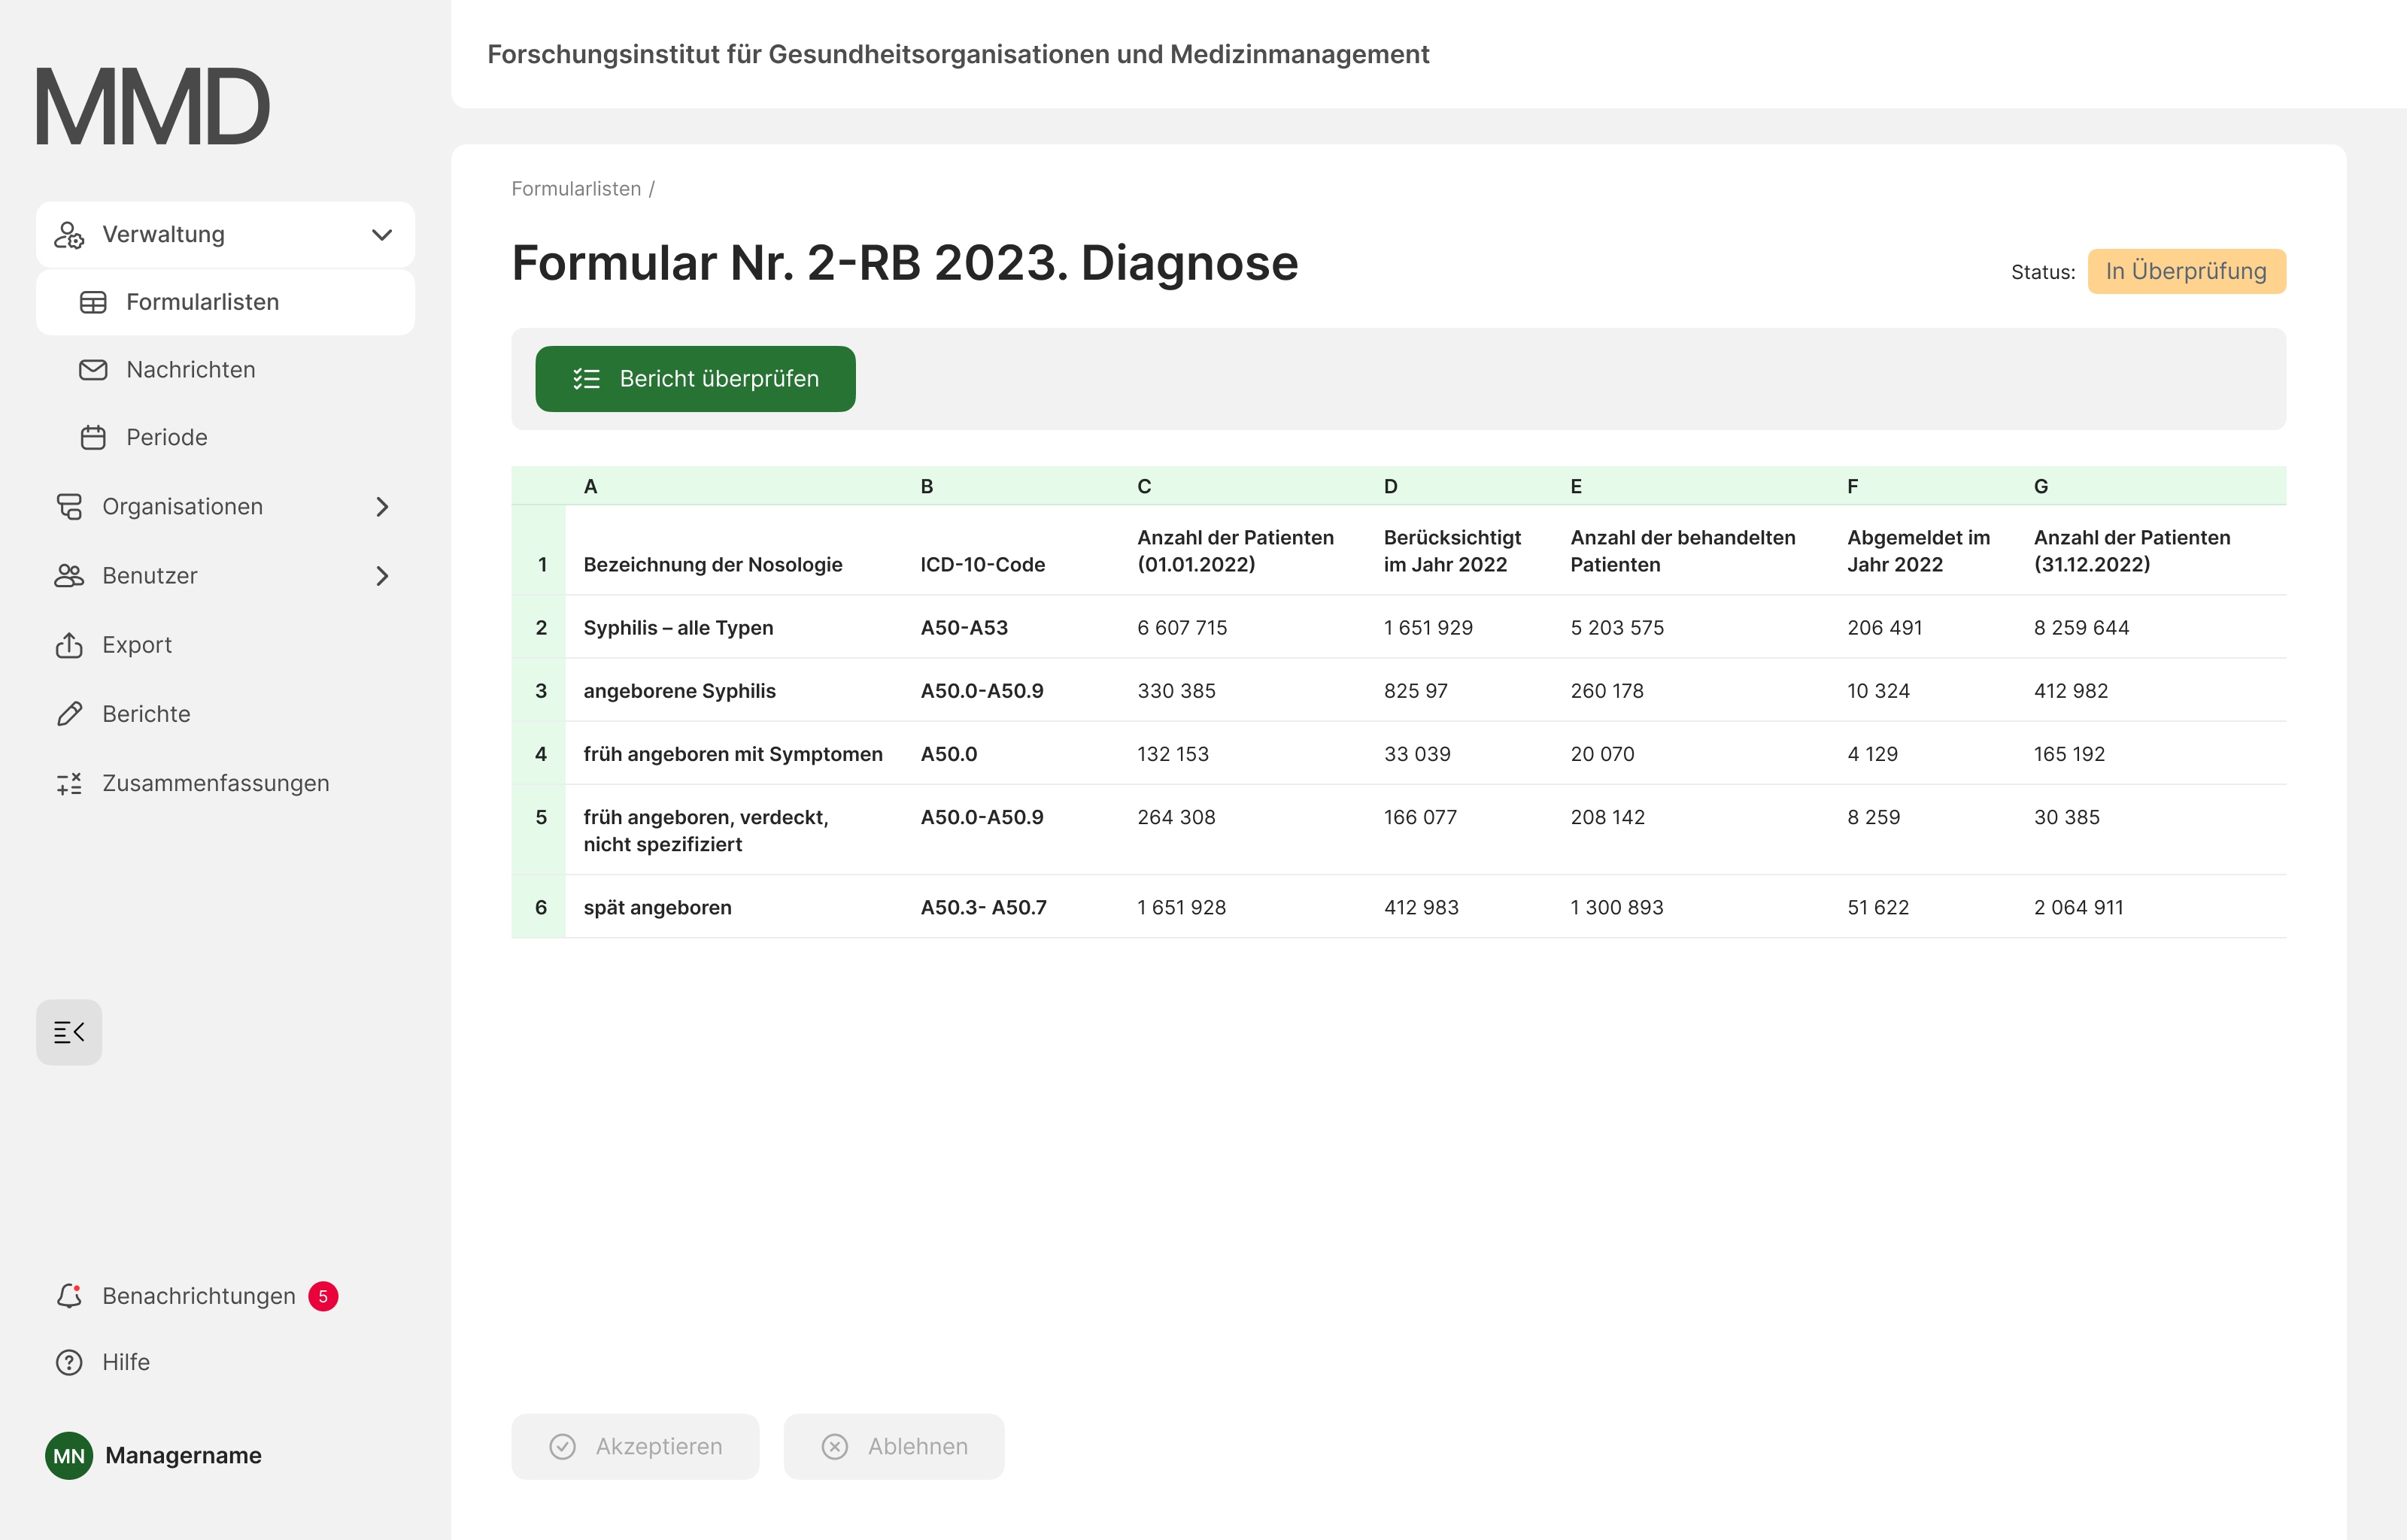 MMD
Verwaltung
Formularlisten
Nachrichten
Periode
Organisationen
Benutzer
Export
Berichte
Zusammenfassungen
Benachrichtungen 5
Hilfe
MN Managername
Forschungsinstitut für Gesundheitsorganisationen und Medizinmanagement
Formularlisten /
Formular Nr. 2-RB 2023. Diagnose
Status: In Überprüfung
Bericht überprüfen
A B C D E F G
1 Bezeichnung der Nosologie ICD-10-Code Anzahl der Patienten (01.01.2022) Berücksichtigt im Jahr 2022 Anzahl der behandelten Patienten Abgemeldet im Jahr 2022 Anzahl der Patienten (31.12.2022)
2 Syphilis – alle Typen A50-A53 6 607 715 1 651 929 5 203 575 206 491 8 259 644
3 angeborene Syphilis A50.0-A50.9 330 385 825 97 260 178 10 324 412 982
4 früh angeboren mit Symptomen A50.0 132 153 33 039 20 070 4 129 165 192
5 früh angeboren, verdeckt, nicht spezifiziert A50.0-A50.9 264 308 166 077 208 142 8 259 30 385
6 spät angeboren A50.3- A50.7 1 651 928 412 983 1 300 893 51 622 2 064 911
Akzeptieren
Ablehnen